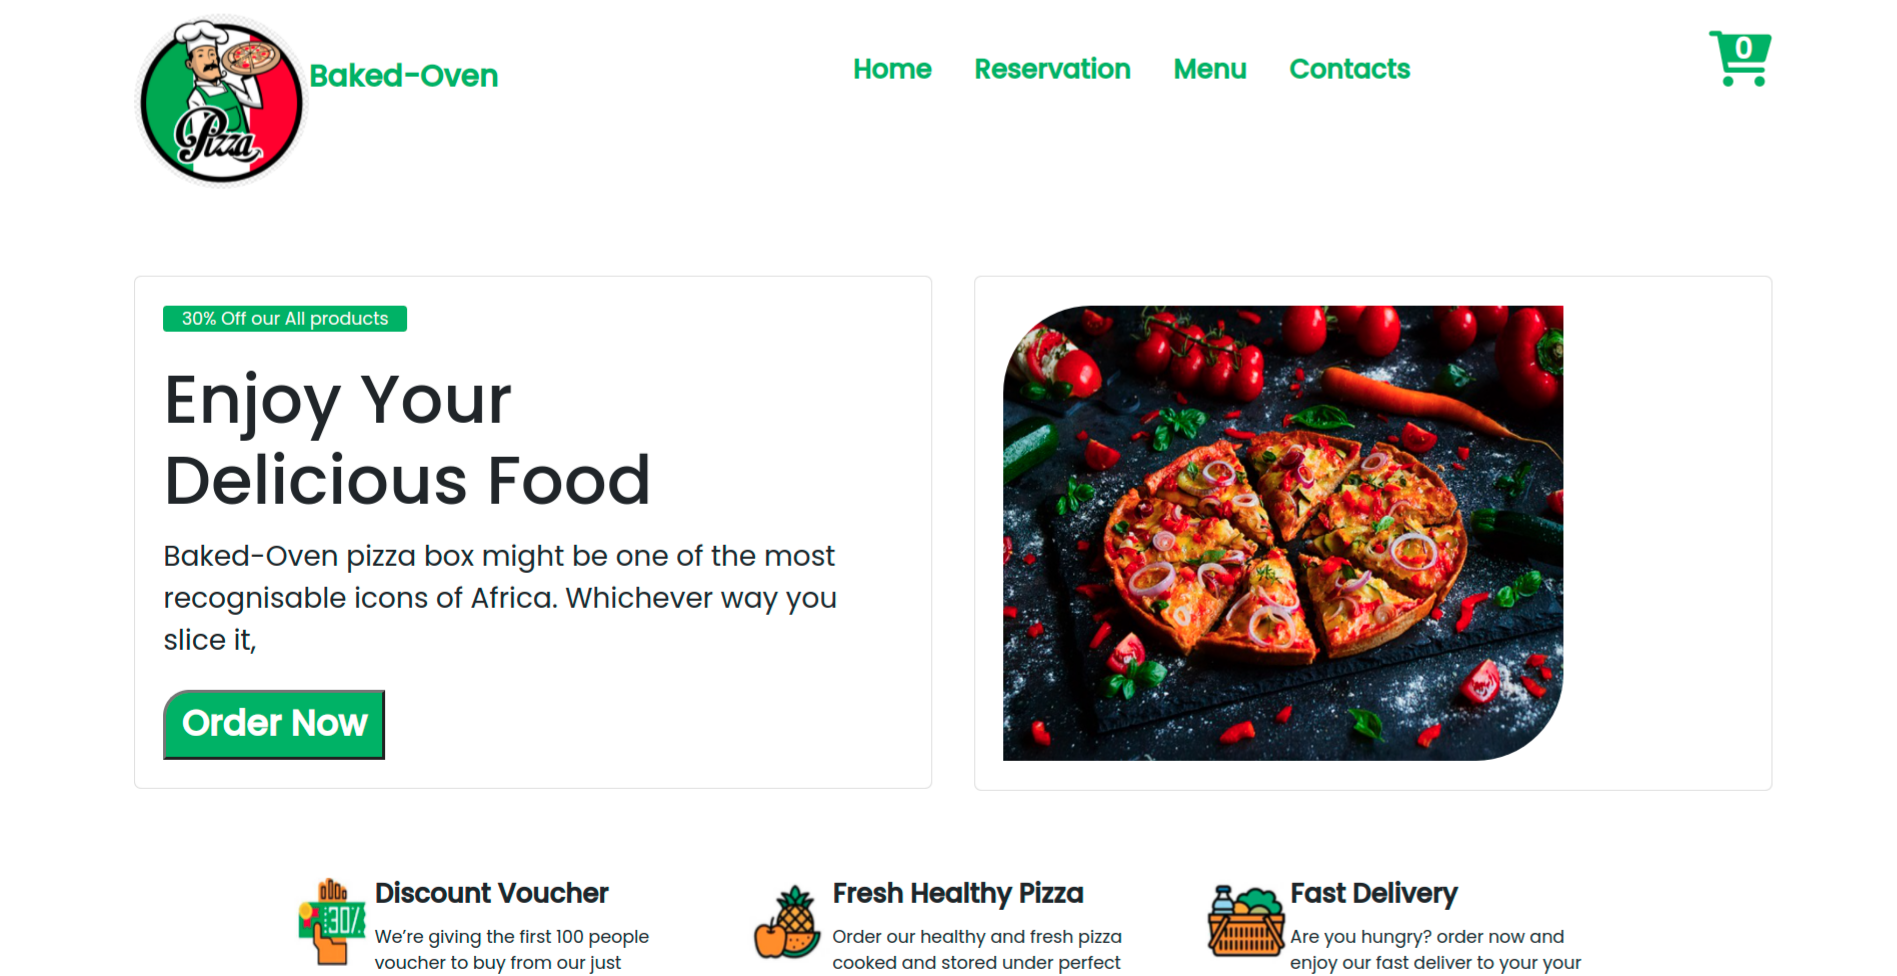 Pizza
Baked-Oven
Home Reservation Menu Contacts
0
30% Off our All products
Enjoy Your
Delicious Food
Baked-Oven pizza box might be one of the most
recognisable icons of Africa. Whichever way you
slice it,
Order Now
30%
Discount Voucher
We’re giving the first 100 people
voucher to buy from our just
Fresh Healthy Pizza
Order our healthy and fresh pizza
cooked and stored under perfect
Fast Delivery
Are you hungry? order now and
enjoy our fast deliver to your your